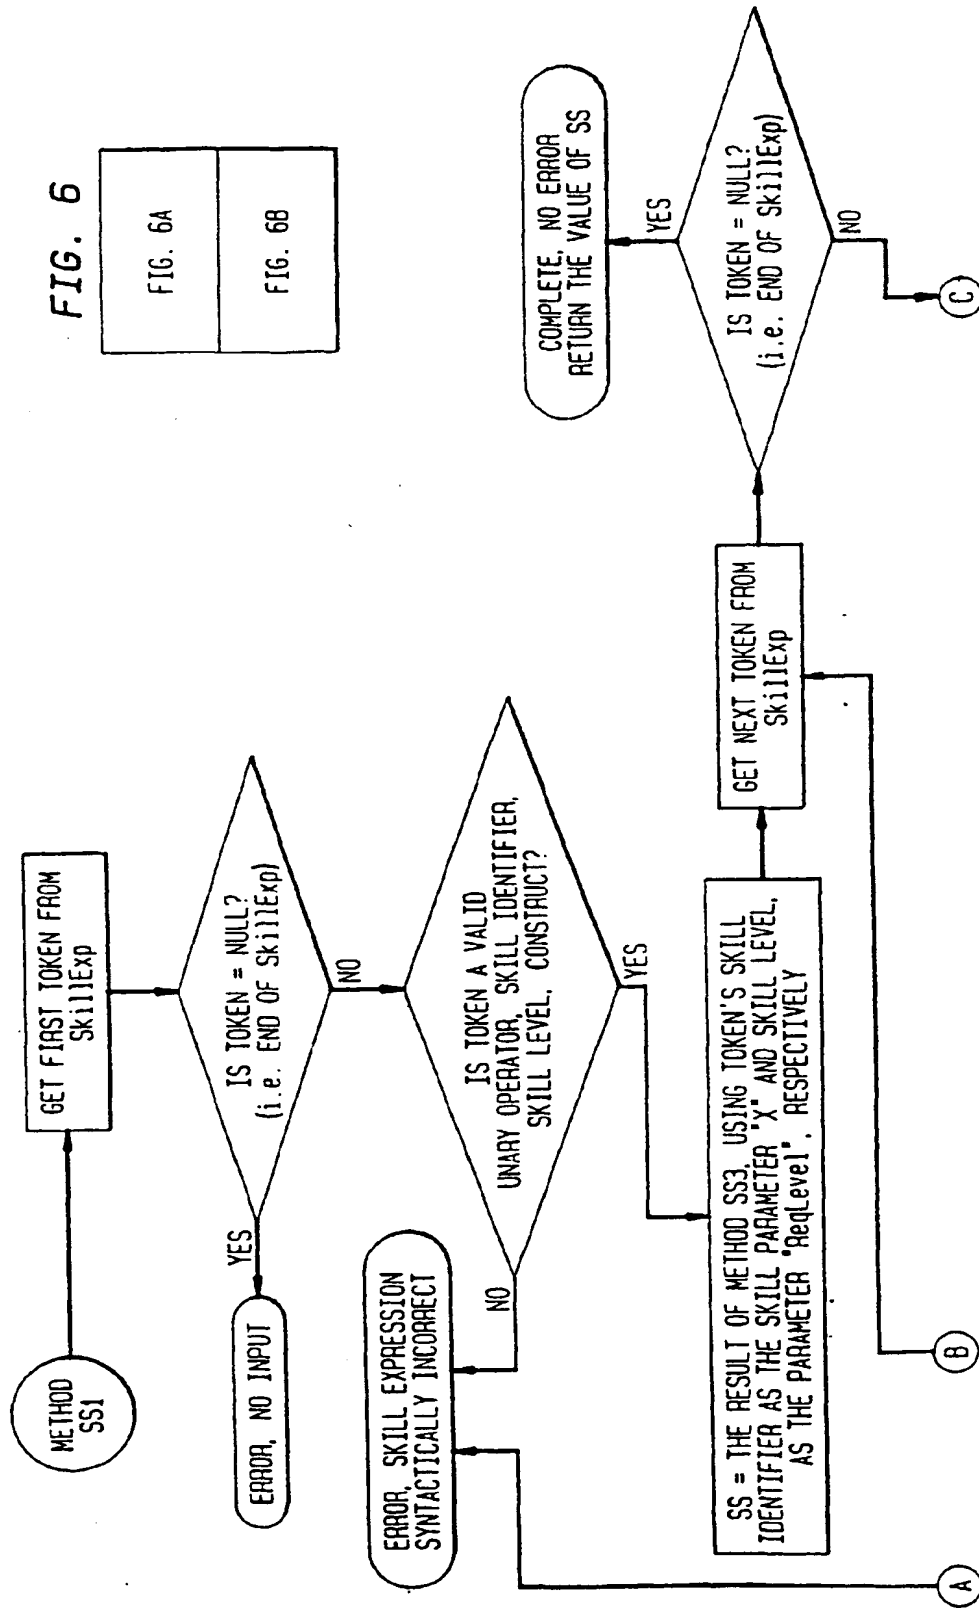 FIG. 6
FIG. 6A
FIG. 6B
METHOD
SS1
GET FIRST TOKEN FROM
SkillExp
IS TOKEN = NULL?
(i.e. END OF SkillExp)
YES
NO
ERROR, NO INPUT
IS TOKEN A VALID
UNARY OPERATOR, SKILL IDENTIFIER,
SKILL LEVEL, CONSTRUCT?
NO
YES
ERROR, SKILL EXPRESSION
SYNTACTICALLY INCORRECT
SS = THE RESULT OF METHOD SS3, USING TOKEN'S SKILL
IDENTIFIER AS THE SKILL PARAMETER "X" AND SKILL LEVEL,
AS THE PARAMETER "ReqLevel", RESPECTIVELY
GET NEXT TOKEN FROM
SkillExp
IS TOKEN = NULL?
(i.e. END OF SkillExp)
YES
NO
COMPLETE, NO ERROR
RETURN THE VALUE OF SS
A
B
C